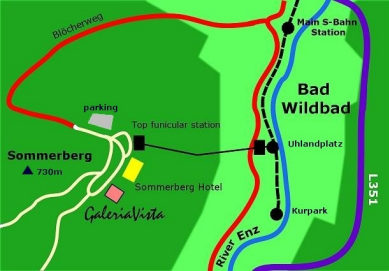 Blöcherweg
Main S-Bahn
Station
parking
Bad
Wildbad
Top funicular station
Uhlandplatz
Sommerberg
730m
Sommerberg Hotel
L351
GaleriaVista
Kurpark
River Enz